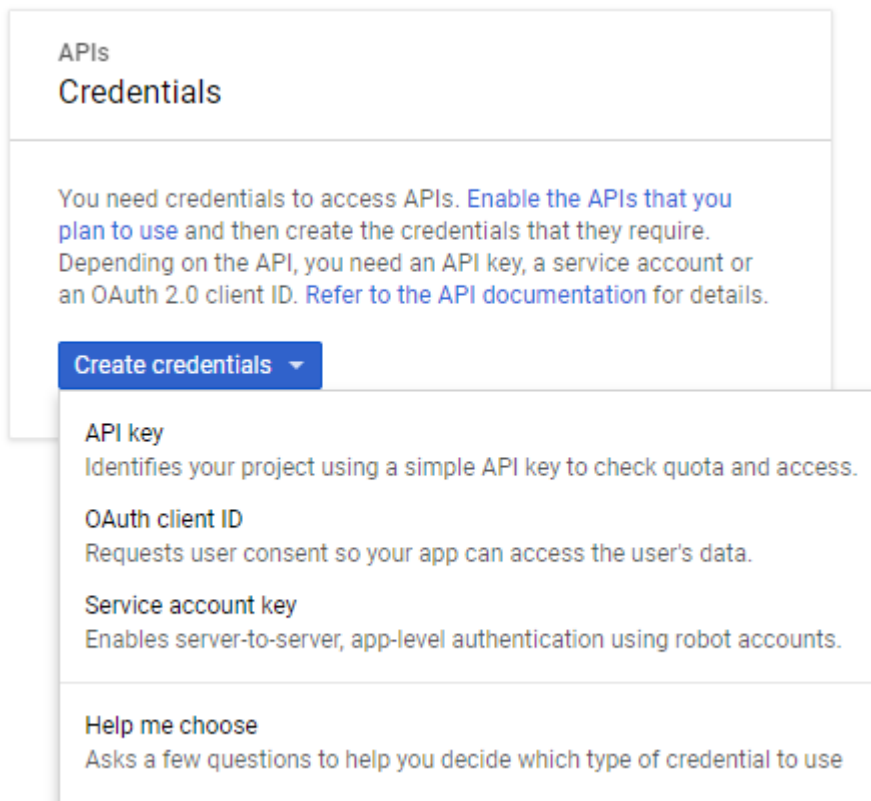 APIs
Credentials
You need credentials to access APIs. Enable the APIs that you
plan to use and then create the credentials that they require.
Depending on the API, you need an API key, a service account or
an OAuth 2.0 client ID. Refer to the API documentation for details.
Create credentials
API key
Identifies your project using a simple API key to check quota and access.
OAuth client ID
Requests user consent so your app can access the user's data.
Service account key
Enables server-to-server, app-level authentication using robot accounts.
Help me choose
Asks a few questions to help you decide which type of credential to use